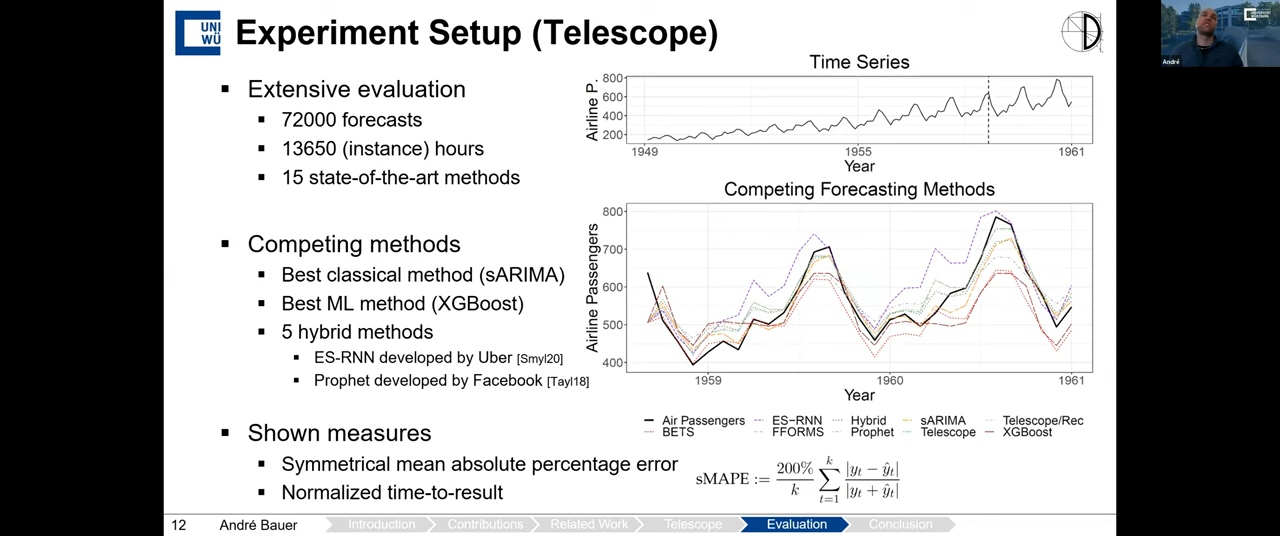 UNI
WÜ
Experiment Setup (Telescope)
▪ Extensive evaluation
▪ 72000 forecasts
▪ 13650 (instance) hours
▪ 15 state-of-the-art methods
▪ Competing methods
▪ Best classical method (sARIMA)
▪ Best ML method (XGBoost)
▪ 5 hybrid methods
▪ ES-RNN developed by Uber [Smyl20]
▪ Prophet developed by Facebook [Tayl18]
▪ Shown measures
▪ Symmetrical mean absolute percentage error
▪ Normalized time-to-result
Time Series
Airline P.
800
600
400
200
1949 1955 1961
Year
Competing Forecasting Methods
Airline Passengers
800
700
600
500
400
1959 1960 1961
Year
Air Passengers ES−RNN Hybrid sARIMA Telescope/Rec
BETS FFORMS Prophet Telescope XGBoost
sMAPE := 200%/k ∑_{t=1}^{k} |y_t − ŷ_t| / |y_t + ŷ_t|
12 André Bauer Introduction Contributions Related Work Telescope Evaluation Conclusion
André